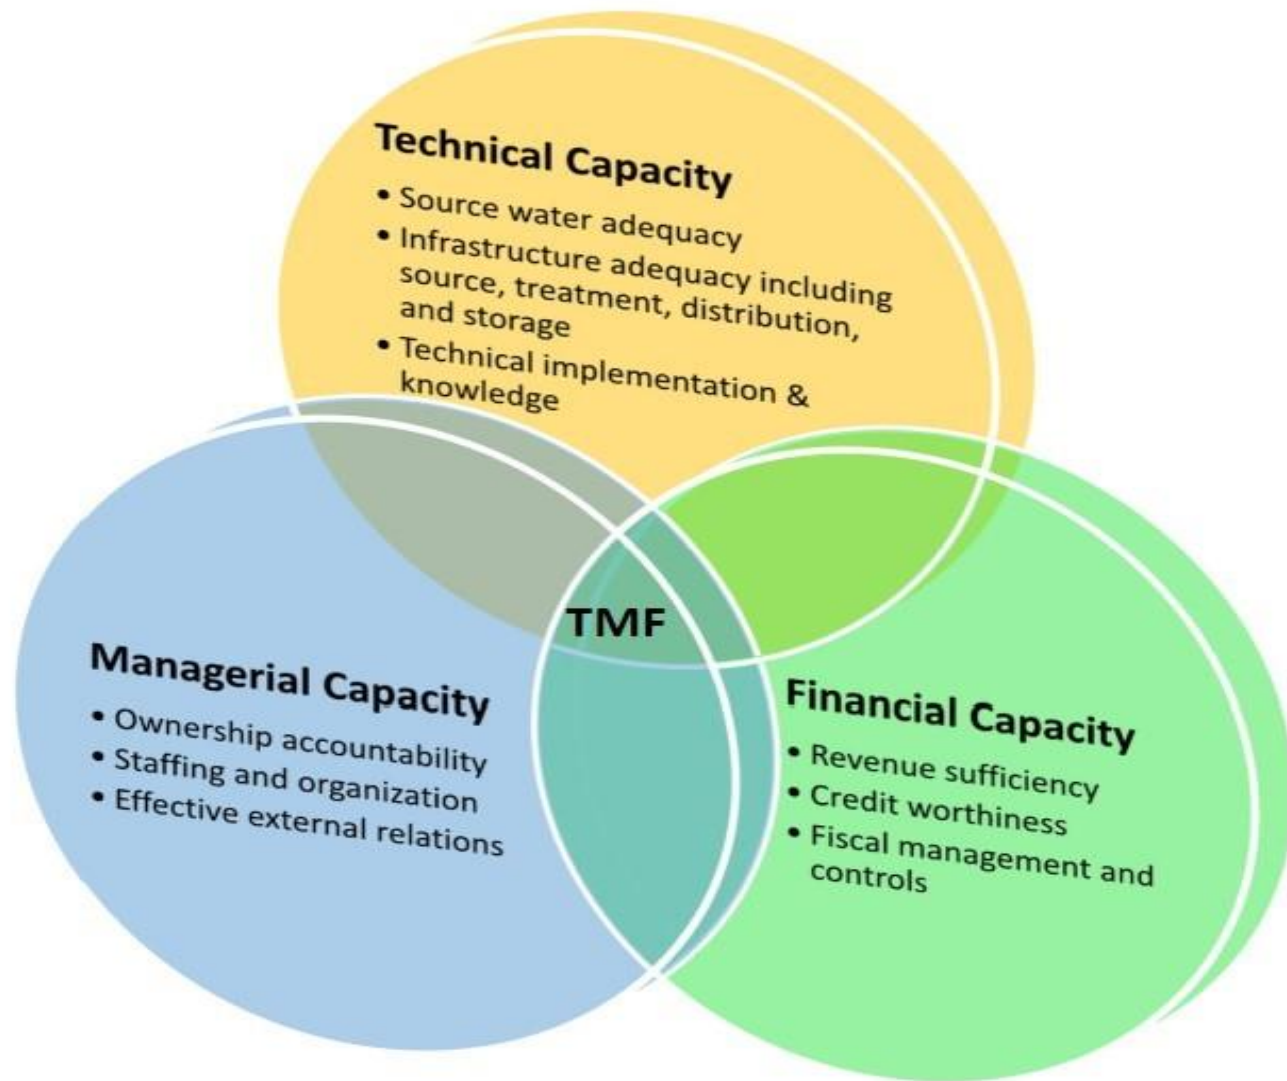 Technical Capacity
• Source water adequacy
• Infrastructure adequacy including
source, treatment, distribution,
and storage
• Technical implementation &
knowledge
TMF
Managerial Capacity
• Ownership accountability
• Staffing and organization
• Effective external relations
Financial Capacity
• Revenue sufficiency
• Credit worthiness
• Fiscal management and
controls